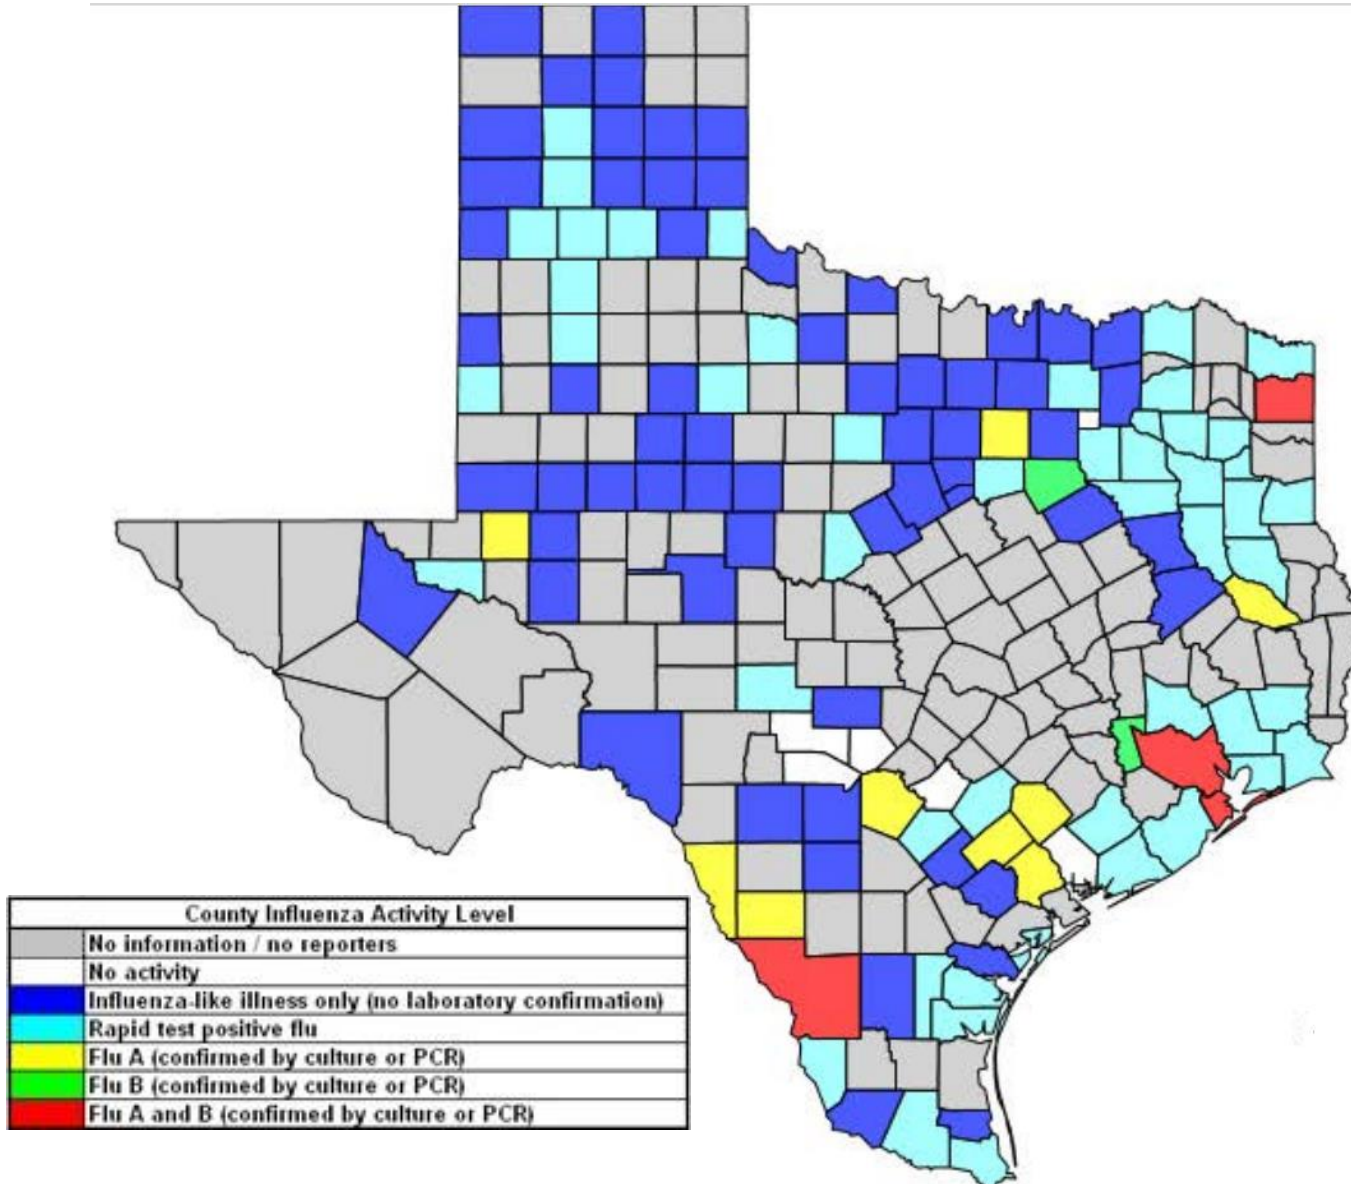 County Influenza Activity Level
No information / no reporters
No activity
Influenza-like illness only (no laboratory confirmation)
Rapid test positive flu
Flu A (confirmed by culture or PCR)
Flu B (confirmed by culture or PCR)
Flu A and B (confirmed by culture or PCR)